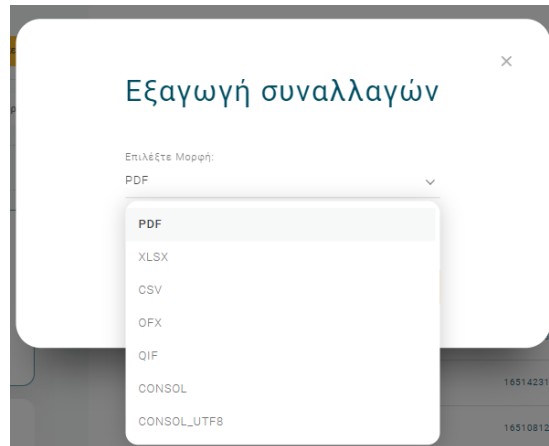 Εξαγωγή συναλλαγών
Επιλέξτε Μορφή:
PDF
PDF
XLSX
CSV
OFX
QIF
CONSOL
16514231
CONSOL_UTF8
16510812